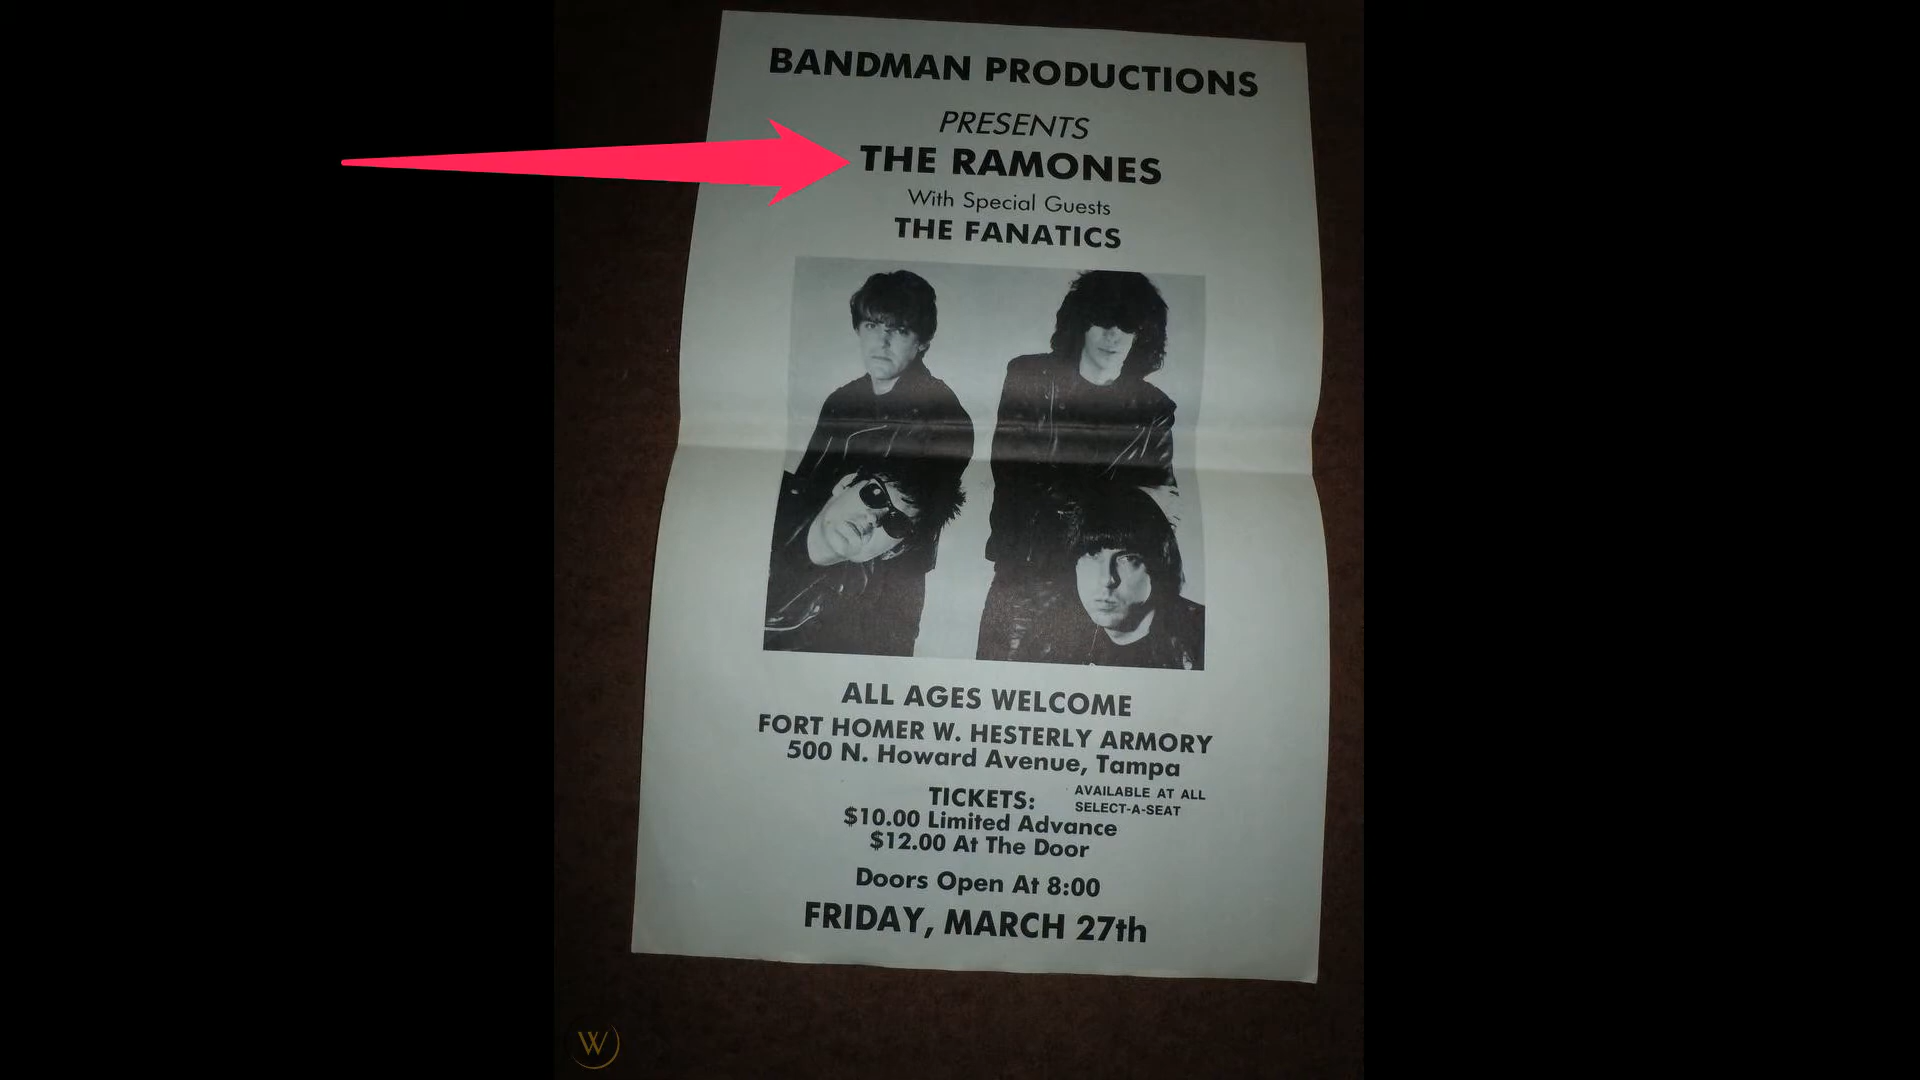 BANDMAN PRODUCTIONS
PRESENTS
THE RAMONES
With Special Guests
THE FANATICS
ALL AGES WELCOME
FORT HOMER W. HESTERLY ARMORY
500 N. Howard Avenue, Tampa
TICKETS:
AVAILABLE AT ALL
SELECT-A-SEAT
$10.00 Limited Advance
$12.00 At The Door
Doors Open At 8:00
FRIDAY, MARCH 27th
W